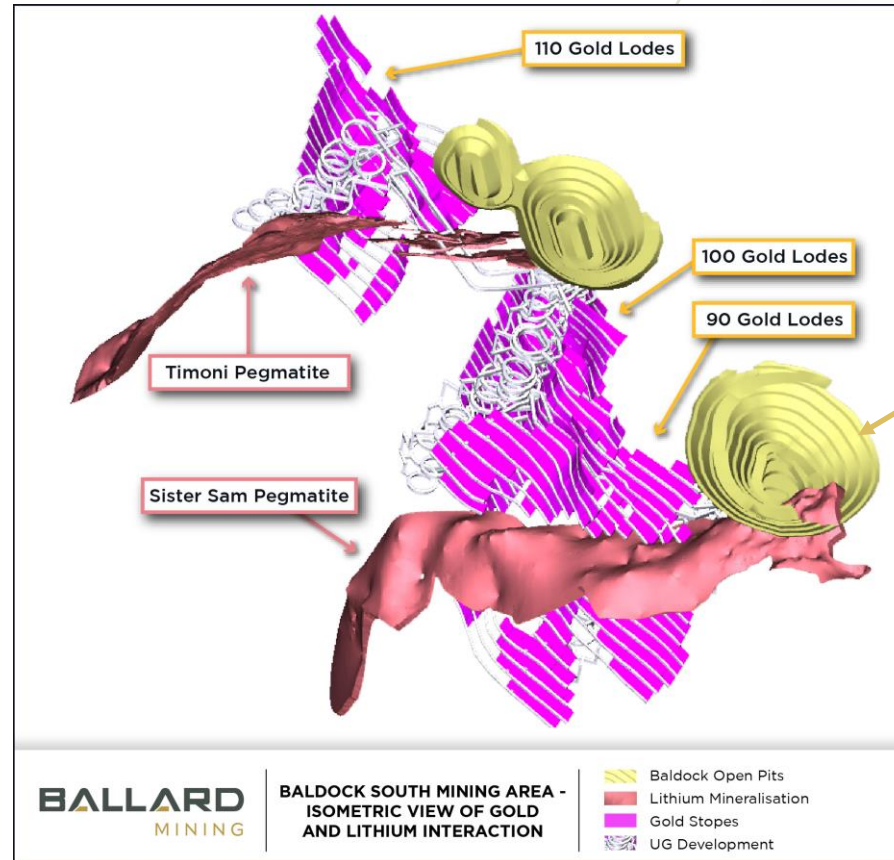 110 Gold Lodes
100 Gold Lodes
90 Gold Lodes
Timoni Pegmatite
Sister Sam Pegmatite
BALLARD
MINING
BALDOCK SOUTH MINING AREA -
ISOMETRIC VIEW OF GOLD
AND LITHIUM INTERACTION
Baldock Open Pits
Lithium Mineralisation
Gold Stopes
UG Development